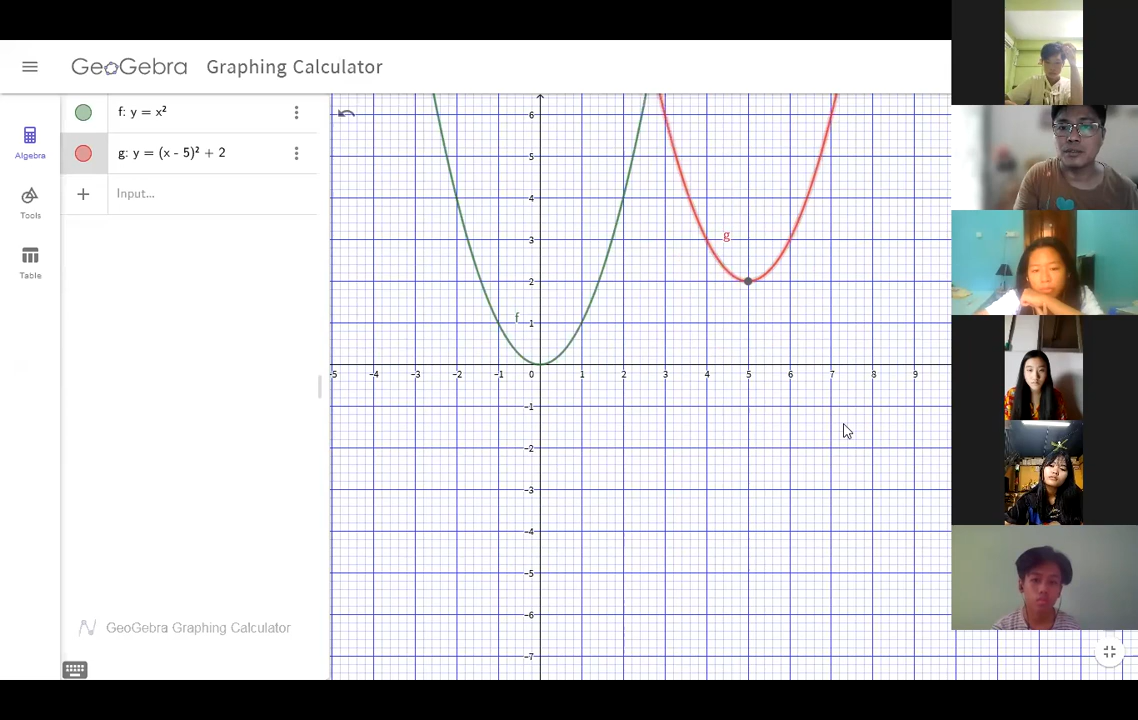 GeoGebra Graphing Calculator
f: y = x²
g: y = (x - 5)² + 2
Algebra
+ Input...
Tools
Table
6
5
4
3
g
2
f
1
-5 -4 -3 -2 -1 0 1 2 3 4 5 6 7 8 9
-1
-2
-3
-4
-5
-6
-7
GeoGebra Graphing Calculator